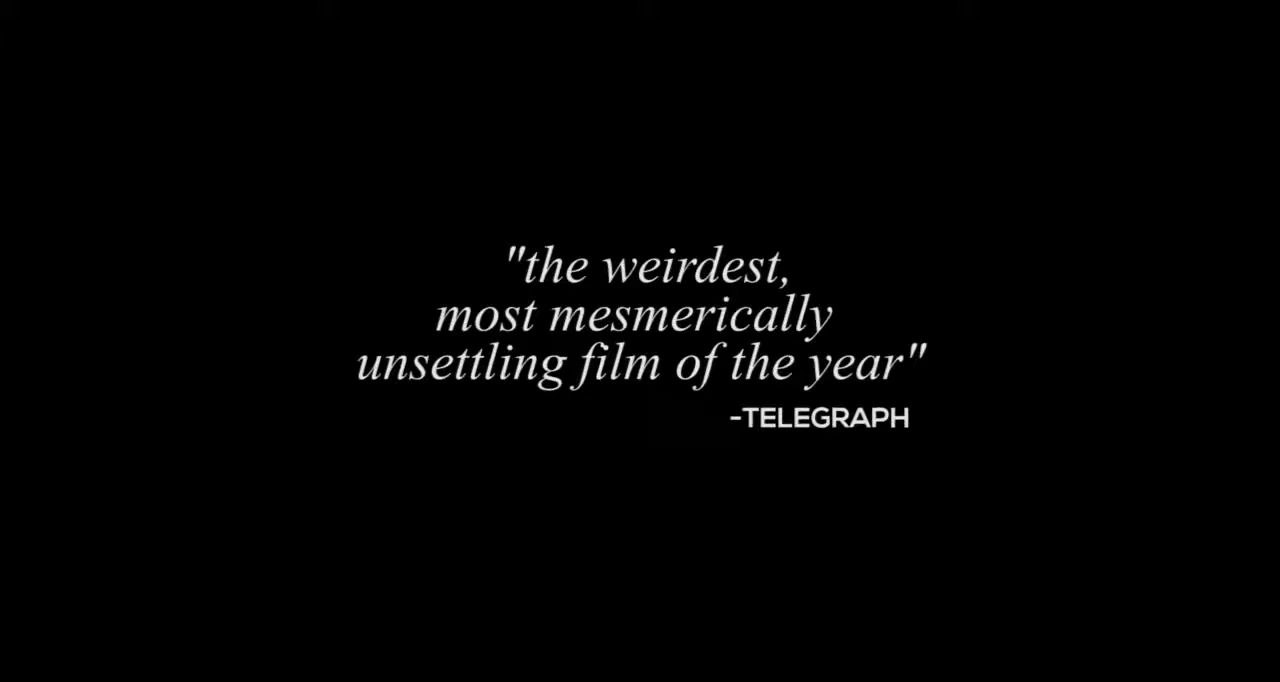 "the weirdest,
most mesmerically
unsettling film of the year"
-TELEGRAPH